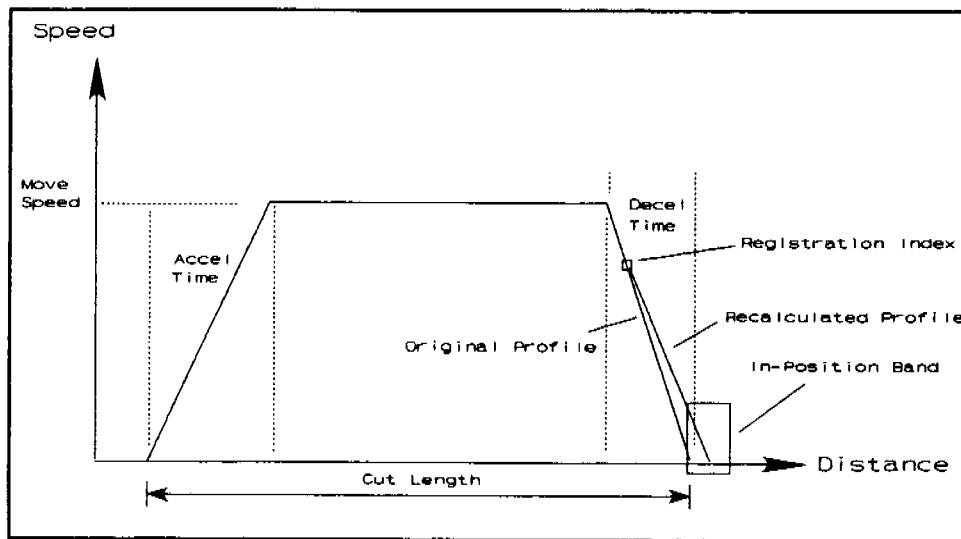 Speed
Move
Speed
Accel
Time
Decel
Time
Registration Index
Original Profile
Recalculated Profile
In-Position Band
Distance
Cut Length